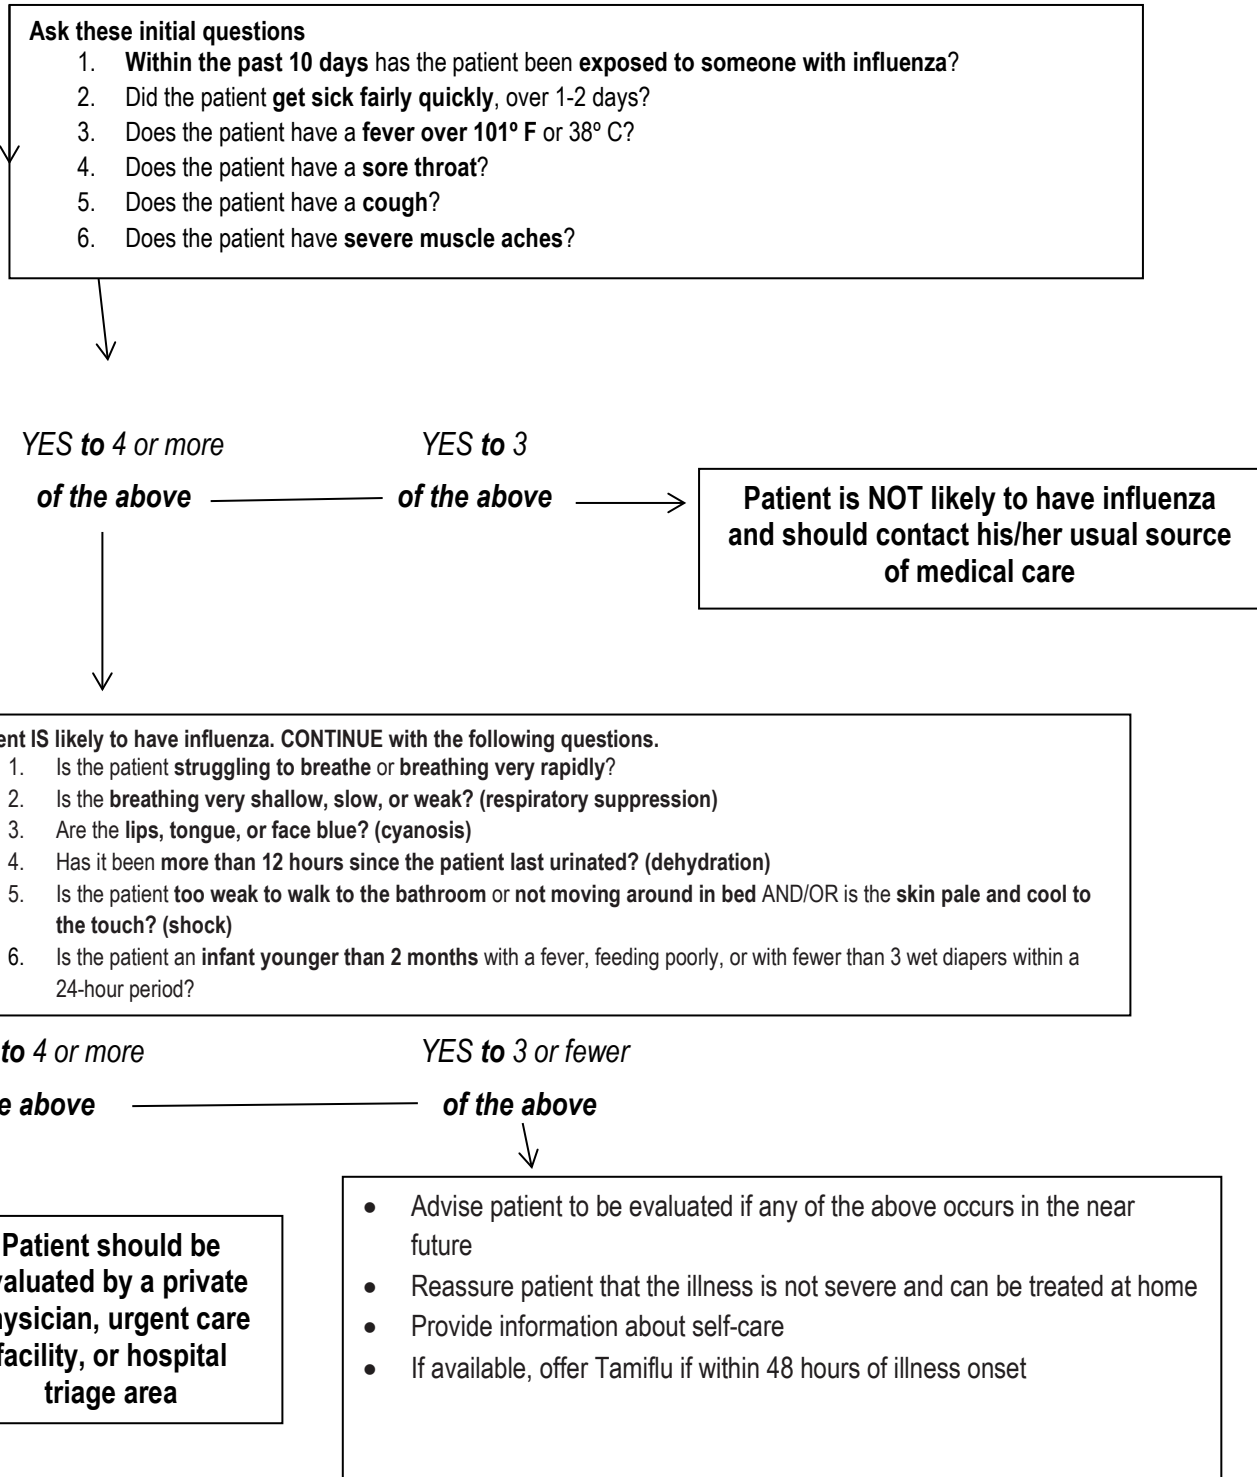 Ask these initial questions
1. Within the past 10 days has the patient been exposed to someone with influenza?
2. Did the patient get sick fairly quickly, over 1-2 days?
3. Does the patient have a fever over 101º F or 38º C?
4. Does the patient have a sore throat?
5. Does the patient have a cough?
6. Does the patient have severe muscle aches?
YES to 4 or more
of the above
YES to 3
of the above
Patient is NOT likely to have influenza
and should contact his/her usual source
of medical care
ent IS likely to have influenza. CONTINUE with the following questions.
1. Is the patient struggling to breathe or breathing very rapidly?
2. Is the breathing very shallow, slow, or weak? (respiratory suppression)
3. Are the lips, tongue, or face blue? (cyanosis)
4. Has it been more than 12 hours since the patient last urinated? (dehydration)
5. Is the patient too weak to walk to the bathroom or not moving around in bed AND/OR is the skin pale and cool to
the touch? (shock)
6. Is the patient an infant younger than 2 months with a fever, feeding poorly, or with fewer than 3 wet diapers within a
24-hour period?
to 4 or more
e above
YES to 3 or fewer
of the above
Patient should be
valuated by a private
hysician, urgent care
facility, or hospital
triage area
• Advise patient to be evaluated if any of the above occurs in the near
future
• Reassure patient that the illness is not severe and can be treated at home
• Provide information about self-care
• If available, offer Tamiflu if within 48 hours of illness onset